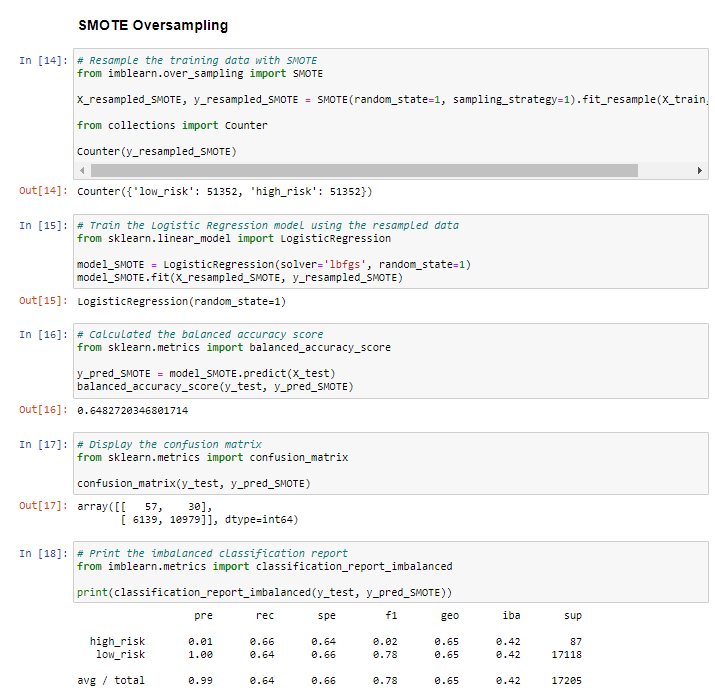 SMOTE Oversampling
In [14]: # Resample the training data with SMOTE
from imblearn.over_sampling import SMOTE
X_resampled_SMOTE, y_resampled_SMOTE = SMOTE(random_state=1, sampling_strategy=1).fit_resample(X_train,
from collections import Counter
Counter(y_resampled_SMOTE)
Out[14]: Counter({'low_risk': 51352, 'high_risk': 51352})
In [15]: # Train the Logistic Regression model using the resampled data
from sklearn.linear_model import LogisticRegression
model_SMOTE = LogisticRegression(solver='lbfgs', random_state=1)
model_SMOTE.fit(X_resampled_SMOTE, y_resampled_SMOTE)
Out[15]: LogisticRegression(random_state=1)
In [16]: # Calculated the balanced accuracy score
from sklearn.metrics import balanced_accuracy_score
y_pred_SMOTE = model_SMOTE.predict(X_test)
balanced_accuracy_score(y_test, y_pred_SMOTE)
Out[16]: 0.6482720346801714
In [17]: # Display the confusion matrix
from sklearn.metrics import confusion_matrix
confusion_matrix(y_test, y_pred_SMOTE)
Out[17]: array([[   57,    30],
[ 6139, 10979]], dtype=int64)
In [18]: # Print the imbalanced classification report
from imblearn.metrics import classification_report_imbalanced
print(classification_report_imbalanced(y_test, y_pred_SMOTE))
pre rec spe f1 geo iba sup
high_risk 0.01 0.66 0.64 0.02 0.65 0.42 87
low_risk 1.00 0.64 0.66 0.78 0.65 0.42 17118
avg / total 0.99 0.64 0.66 0.78 0.65 0.42 17205